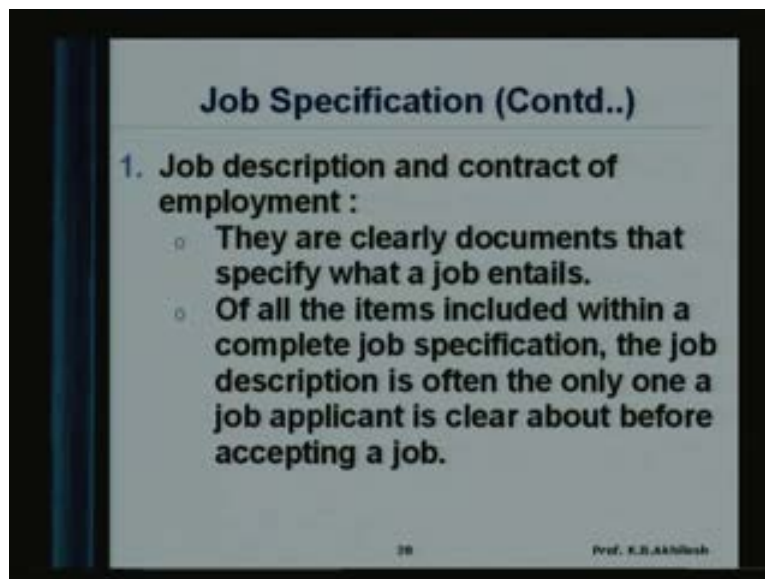 Job Specification (Contd..)
1. Job description and contract of
employment :
o They are clearly documents that
specify what a job entails.
o Of all the items included within a
complete job specification, the job
description is often the only one a
job applicant is clear about before
accepting a job.
28 Prof. K.B.Akhilesh